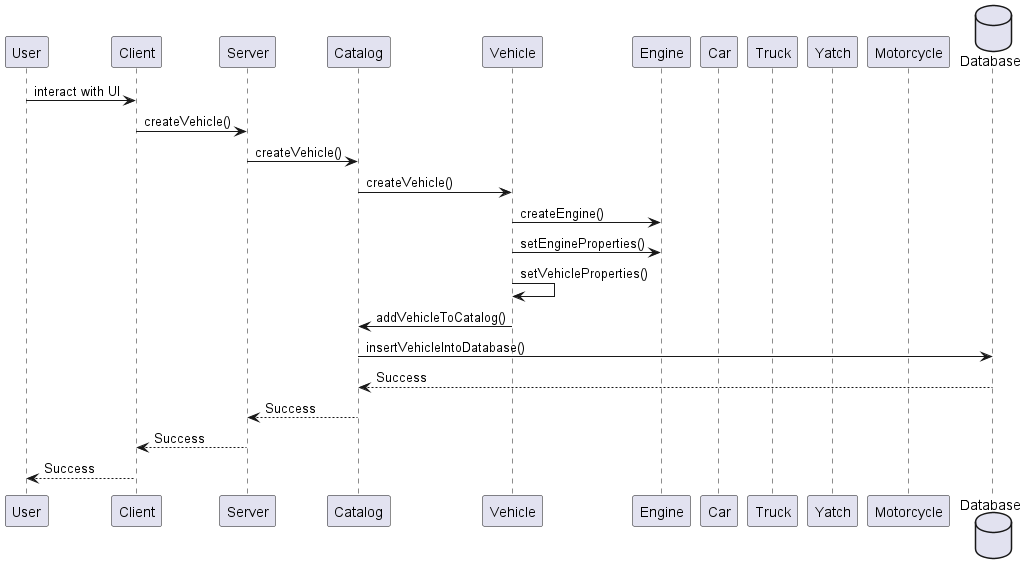 Database
User Client Server Catalog Vehicle Engine Car Truck Yatch Motorcycle
interact with UI
createVehicle()
createVehicle()
createVehicle()
createEngine()
setEngineProperties()
setVehicleProperties()
addVehicleToCatalog()
insertVehicleIntoDatabase()
Success
Success
Success
Success
User Client Server Catalog Vehicle Engine Car Truck Yatch Motorcycle
Database